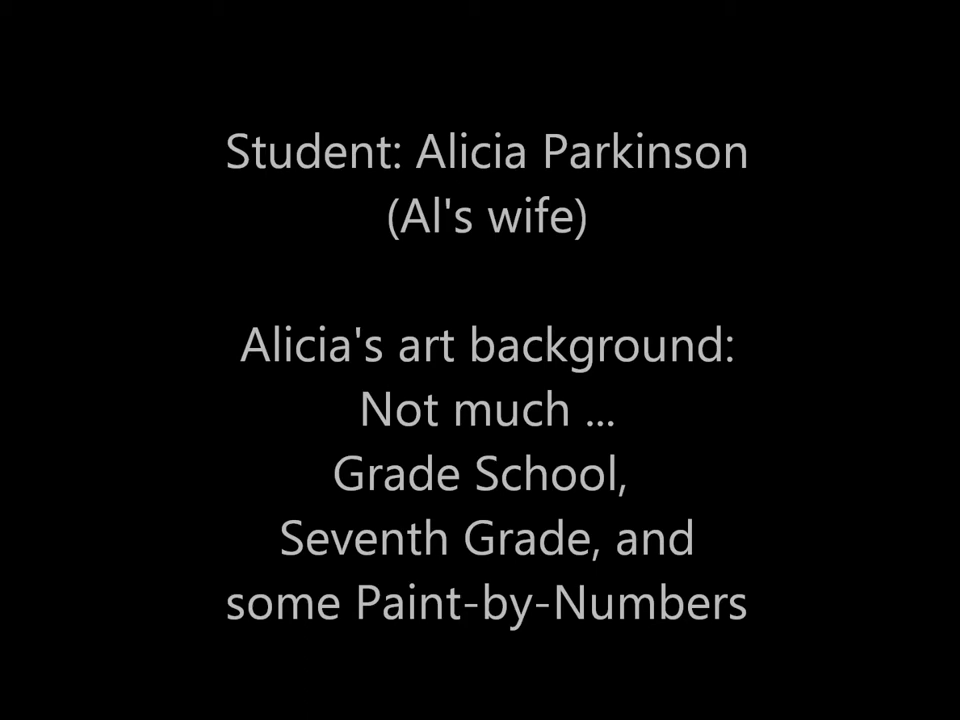 Student: Alicia Parkinson
(Al's wife)
Alicia's art background:
Not much ...
Grade School,
Seventh Grade, and
some Paint-by-Numbers